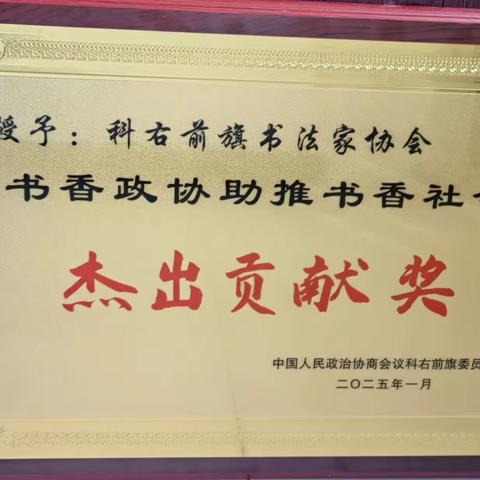 授予：科右前旗书法家协会
书香政协助推书香社
杰出贡献奖
中国人民政治协商会议科右前旗委员
二〇二五年一月